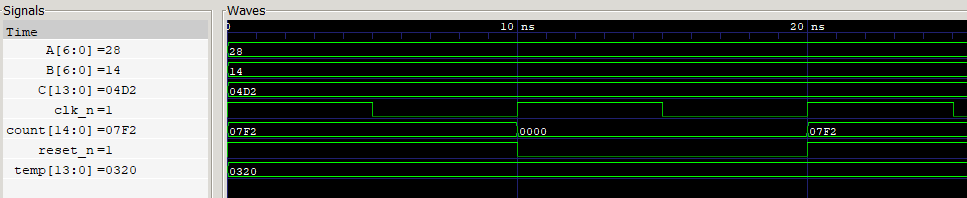 Signals
Waves
Time
0
10 ns
20 ns
A[6:0] =28
28
B[6:0] =14
14
C[13:0] =04D2
04D2
clk_n=1
count[14:0] =07F2
07F2
0000
07F2
reset_n=1
temp[13:0] =0320
0320